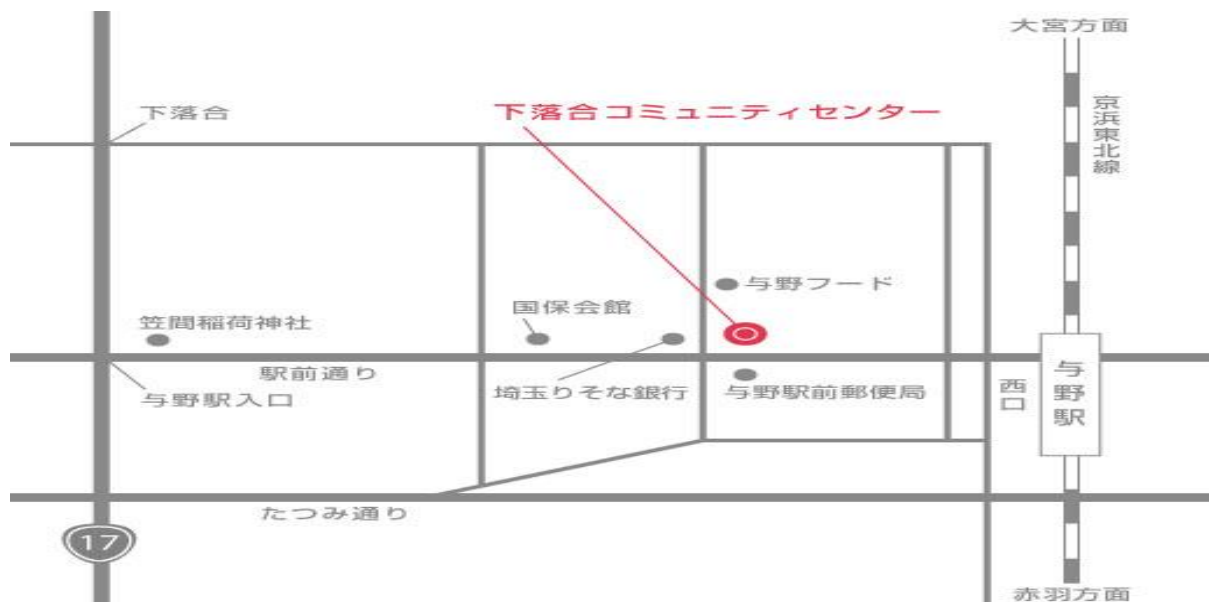 大宮方面
京浜東北線
下落合
下落合コミュニティセンター
与野フード
国保会館
笠間稲荷神社
駅前通り
与野駅入口
埼玉りそな銀行
与野駅前郵便局
西口
与野駅
たつみ通り
17
赤羽方面